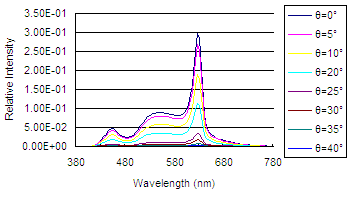 3.50E-01
3.00E-01
2.50E-01
2.00E-01
1.50E-01
1.00E-01
5.00E-02
0.00E+00
Relative Intensity
380 480 580 680 780
Wavelength (nm)
θ=0°
θ=5°
θ=10°
θ=20°
θ=25°
θ=30°
θ=35°
θ=40°